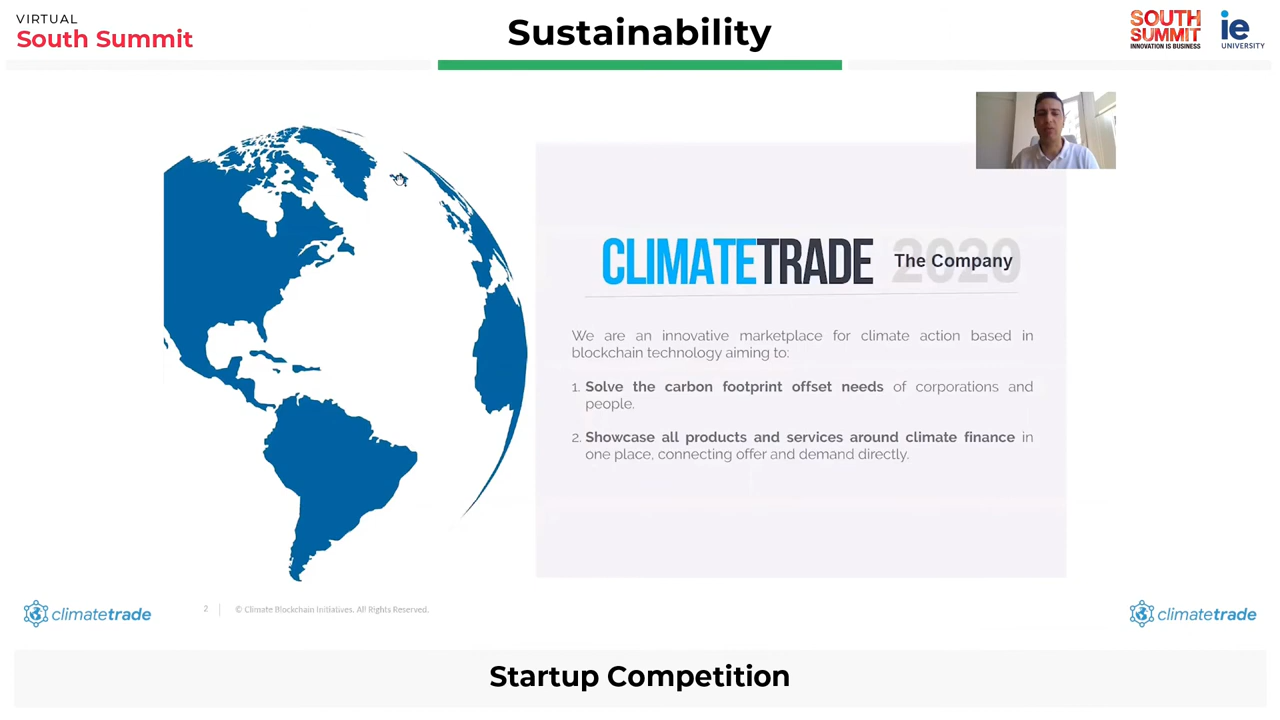 VIRTUAL
South Summit
Sustainability
SOUTH
SUMMIT
INNOVATION IS BUSINESS
ie
UNIVERSITY
CLIMATETRADE 2020 The Company
We are an innovative marketplace for climate action based in
blockchain technology aiming to:
1. Solve the carbon footprint offset needs of corporations and
people.
2. Showcase all products and services around climate finance in
one place, connecting offer and demand directly.
climatetrade
2 | © Climate Blockchain Initiatives. All Rights Reserved.
climatetrade
Startup Competition